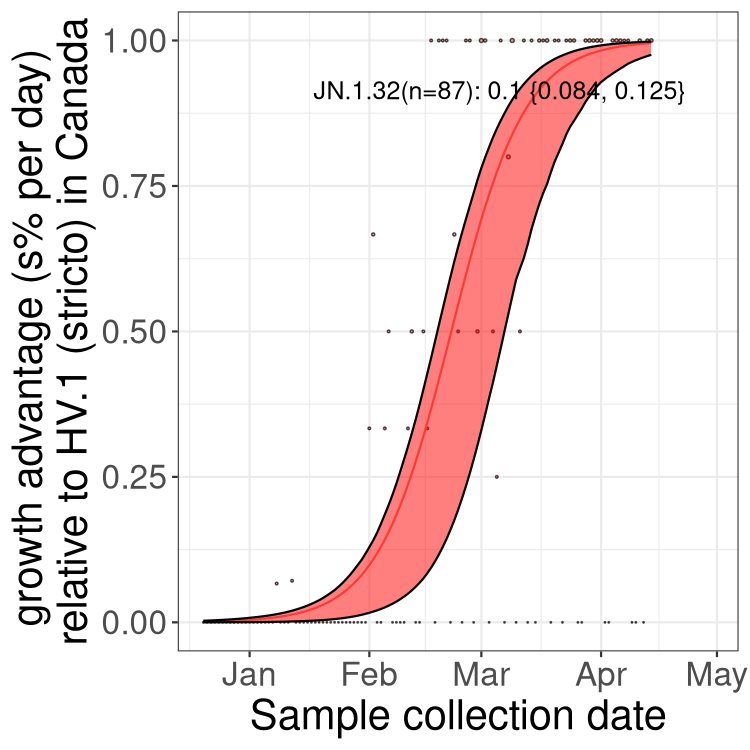 growth advantage (s% per day)
relative to HV.1 (stricto) in Canada
1.00
0.75
0.50
0.25
0.00
JN.1.32(n=87): 0.1 {0.084, 0.125}
Jan Feb Mar Apr May
Sample collection date